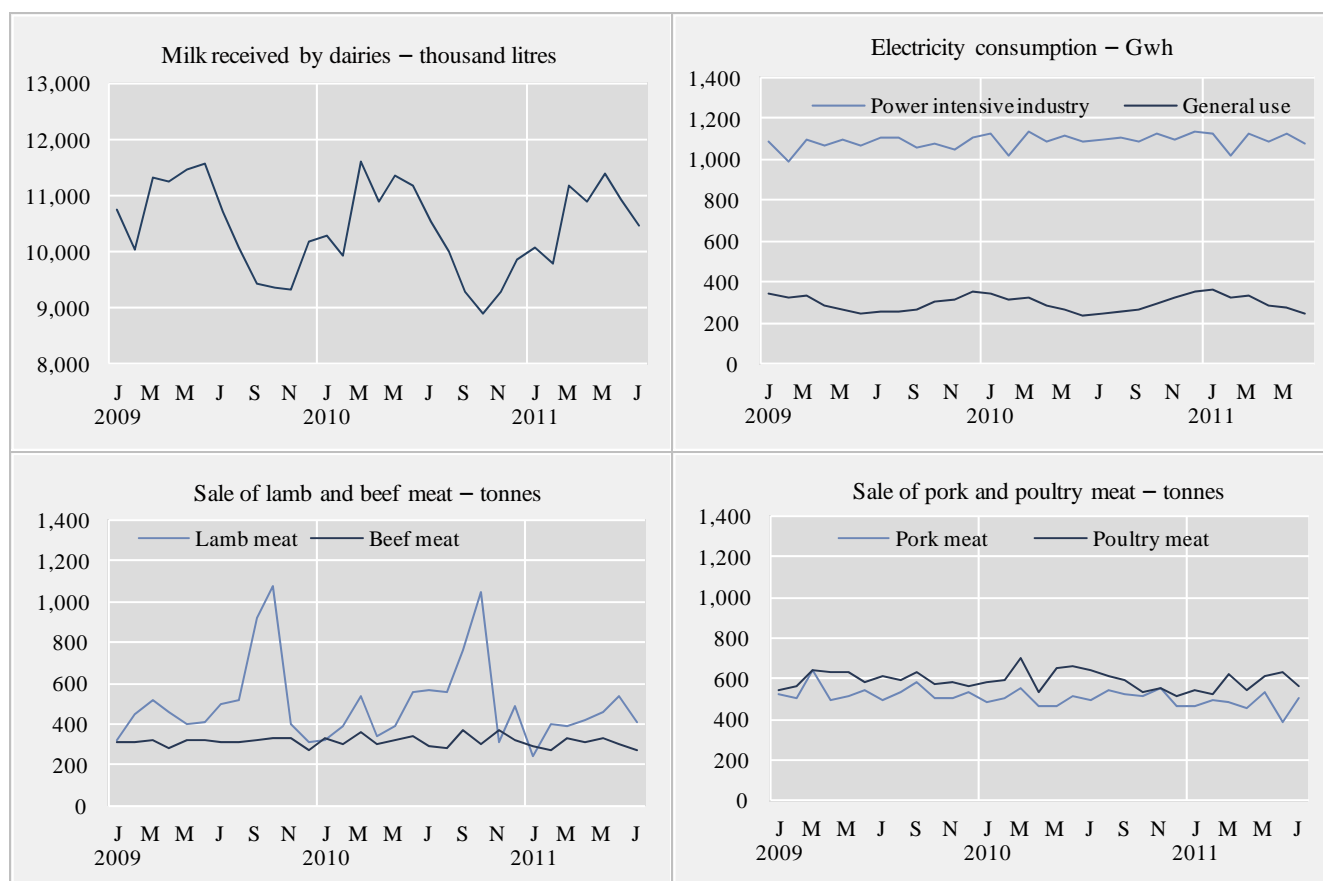 Milk received by dairies – thousand litres
13,000
12,000
11,000
10,000
9,000
8,000
J M M J S N J M M J S N J M M J
2009 2010 2011
Electricity consumption – Gwh
1,400
Power intensive industry General use
1,200
1,000
800
600
400
200
0
J M M J S N J M M J S N J M M
2009 2010 2011
Sale of lamb and beef meat – tonnes
1,400
Lamb meat Beef meat
1,200
1,000
800
600
400
200
0
J M M J S N J M M J S N J M M J
2009 2010 2011
Sale of pork and poultry meat – tonnes
1,400
Pork meat Poultry meat
1,200
1,000
800
600
400
200
0
J M M J S N J M M J S N J M M J
2009 2010 2011